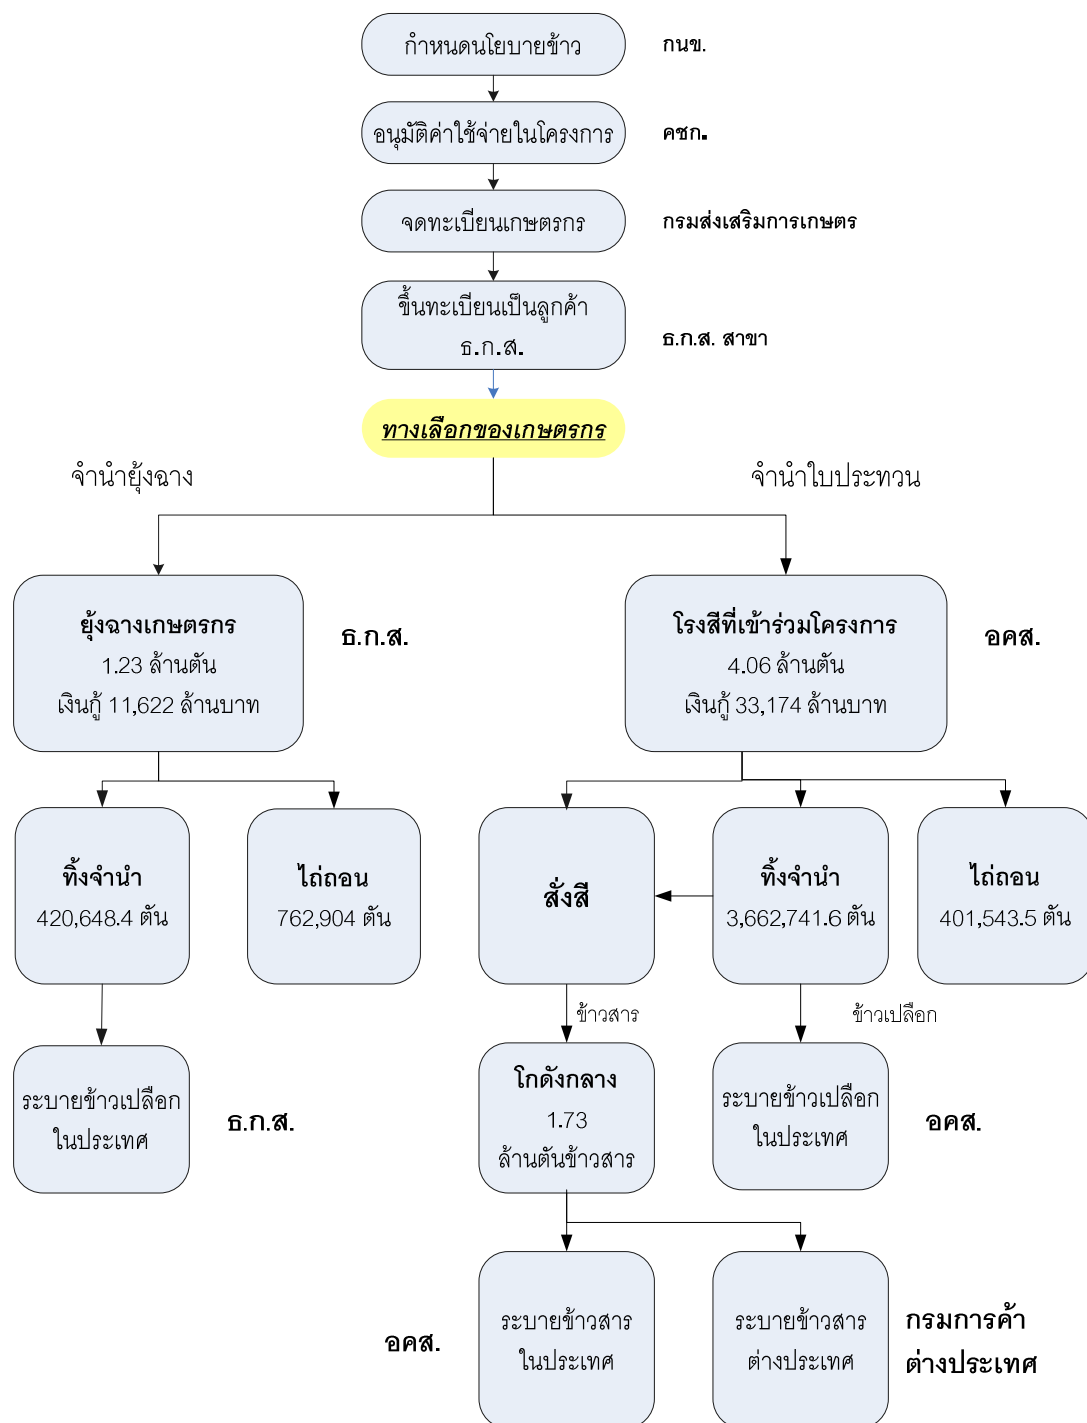 กำหนดนโยบายข้าว
กนข.
อนุมัติค่าใช้จ่ายในโครงการ
คชก.
จดทะเบียนเกษตรกร
กรมส่งเสริมการเกษตร
ขึ้นทะเบียนเป็นลูกค้า
ธ.ก.ส.
ธ.ก.ส. สาขา
ทางเลือกของเกษตรกร
จำนำยุ้งฉาง
จำนำใบประทวน
ยุ้งฉางเกษตรกร
1.23 ล้านตัน
เงินกู้ 11,622 ล้านบาท
ธ.ก.ส.
โรงสีที่เข้าร่วมโครงการ
4.06 ล้านตัน
เงินกู้ 33,174 ล้านบาท
อคส.
ทิ้งจำนำ
420,648.4 ตัน
ไถ่ถอน
762,904 ตัน
สั่งสี
ทิ้งจำนำ
3,662,741.6 ตัน
ไถ่ถอน
401,543.5 ตัน
ข้าวสาร
ข้าวเปลือก
ระบายข้าวเปลือก
ในประเทศ
ธ.ก.ส.
โกดังกลาง
1.73
ล้านตันข้าวสาร
ระบายข้าวเปลือก
ในประเทศ
อคส.
อคส.
ระบายข้าวสาร
ในประเทศ
ระบายข้าวสาร
ต่างประเทศ
กรมการค้า
ต่างประเทศ